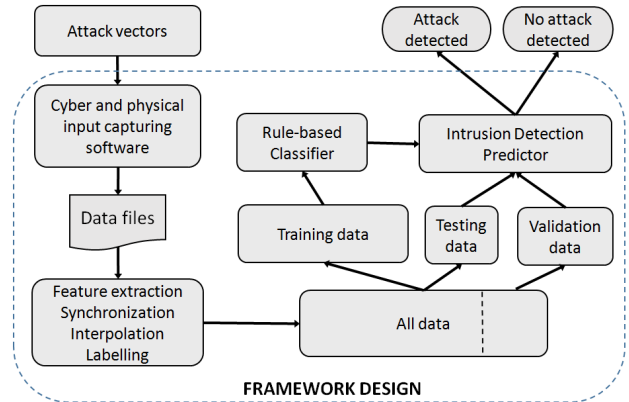 Attack vectors
Attack
detected
No attack
detected
Cyber and physical
input capturing
software
Rule-based
Classifier
Intrusion Detection
Predictor
Data files
Training data
Testing
data
Validation
data
Feature extraction
Synchronization
Interpolation
Labelling
All data
FRAMEWORK DESIGN